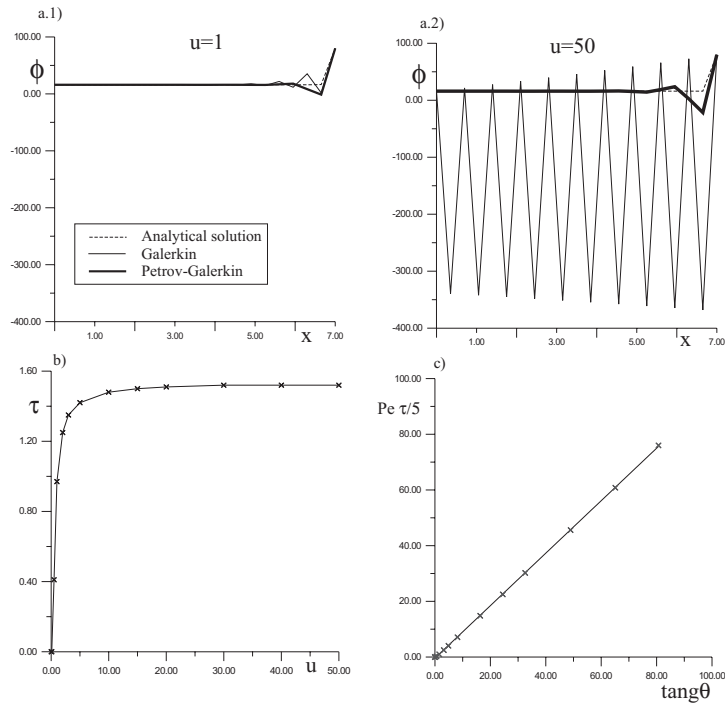 a.1)
u=1
ϕ
100.00
0.00
-100.00
-200.00
-300.00
-400.00
Analytical solution
Galerkin
Petrov-Galerkin
1.00 3.00 5.00 7.00
x
a.2)
u=50
ϕ
100.00
0.00
-100.00
-200.00
-300.00
-400.00
1.00 3.00 5.00 7.00
x
b)
τ
1.60
1.20
0.80
0.40
0.00
0.00 10.00 20.00 30.00 40.00 50.00
u
c)
Pe τ/5
100.00
80.00
60.00
40.00
20.00
0.00
0.00 20.00 40.00 60.00 80.00 100.00
tangθ